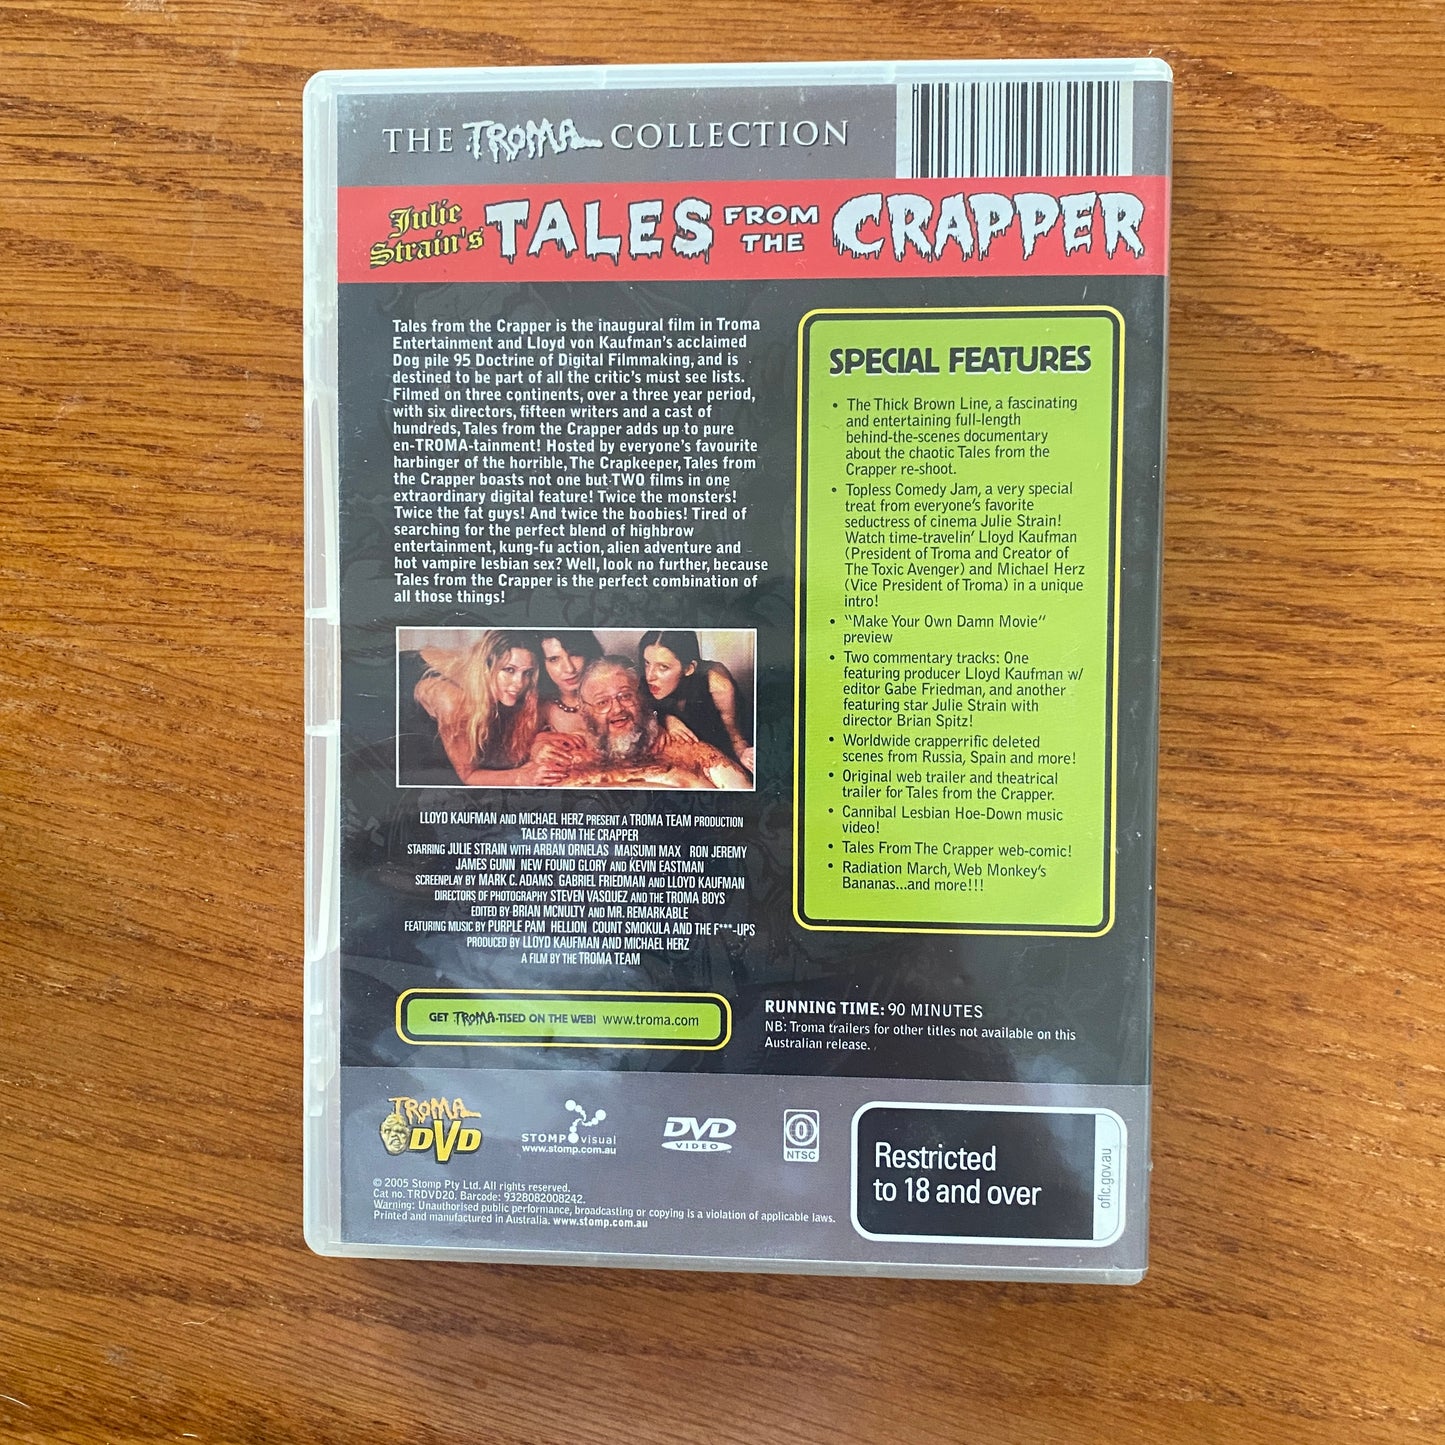 THE TROMA COLLECTION
Julie
Strain's
TALES FROM THE CRAPPER
Tales from the Crapper is the inaugural film in Troma
Entertainment and Lloyd von Kaufman's acclaimed
Dog pile 95 Doctrine of Digital Filmmaking, and is
destined to be part of all the critic's must see lists.
Filmed on three continents, over a three year period,
with six directors, fifteen writers and a cast of
hundreds, Tales from the Crapper adds up to pure
en-TROMA-tainment! Hosted by everyone's favourite
harbinger of the horrible, The Crapkeeper, Tales from
the Crapper boasts not one but TWO films in one
extraordinary digital feature! Twice the monsters!
Twice the fat guys! And twice the boobies! Tired of
searching for the perfect blend of highbrow
entertainment, kung-fu action, alien adventure and
hot vampire lesbian sex? Well, look no further, because
Tales from the Crapper is the perfect combination of
all those things!
LLOYD KAUFMAN AND MICHAEL HERZ PRESENT A TROMA TEAM PRODUCTION
TALES FROM THE CRAPPER
STARRING JULIE STRAIN WITH ARBAN ORNELAS MAISUMI MAX RON JEREMY
JAMES GUNN NEW FOUND GLORY AND KEVIN EASTMAN
SCREENPLAY BY MARK C. ADAMS GABRIEL FRIEDMAN AND LLOYD KAUFMAN
DIRECTORS OF PHOTOGRAPHY STEVEN VASQUEZ AND THE TROMA BOYS
EDITED BY BRIAN MCNULTY AND MR. REMARKABLE
FEATURING MUSIC BY PURPLE PAM HELLION COUNT SMOKULA AND THE F***-UPS
PRODUCED BY LLOYD KAUFMAN AND MICHAEL HERZ
A FILM BY THE TROMA TEAM
GET TROMA-TISED ON THE WEB! www.troma.com
SPECIAL FEATURES
• The Thick Brown Line, a fascinating
and entertaining full-length
behind-the-scenes documentary
about the chaotic Tales from the
Crapper re-shoot.
• Topless Comedy Jam, a very special
treat from everyone's favorite
seductress of cinema Julie Strain!
Watch time-travelin' Lloyd Kaufman
(President of Troma and Creator of
The Toxic Avenger) and Michael Herz
(Vice President of Troma) in a unique
intro!
• "Make Your Own Damn Movie"
preview
• Two commentary tracks: One
featuring producer Lloyd Kaufman w/
editor Gabe Friedman, and another
featuring star Julie Strain with
director Brian Spitz!
• Worldwide crapperrific deleted
scenes from Russia, Spain and more!
• Original web trailer and theatrical
trailer for Tales from the Crapper.
• Cannibal Lesbian Hoe-Down music
video!
• Tales From The Crapper web-comic!
• Radiation March, Web Monkey's
Bananas...and more!!!
RUNNING TIME: 90 MINUTES
NB: Troma trailers for other titles not available on this
Australian release.
TROMA
DVD
STOMP visual
www.stomp.com.au
DVD
VIDEO
0
NTSC
Restricted
to 18 and over
oflc.gov.au
© 2005 Stomp Pty Ltd. All rights reserved.
Cat no. TRDVD20. Barcode: 9328082008242.
Warning: Unauthorised public performance, broadcasting or copying is a violation of applicable laws.
Printed and manufactured in Australia. www.stomp.com.au